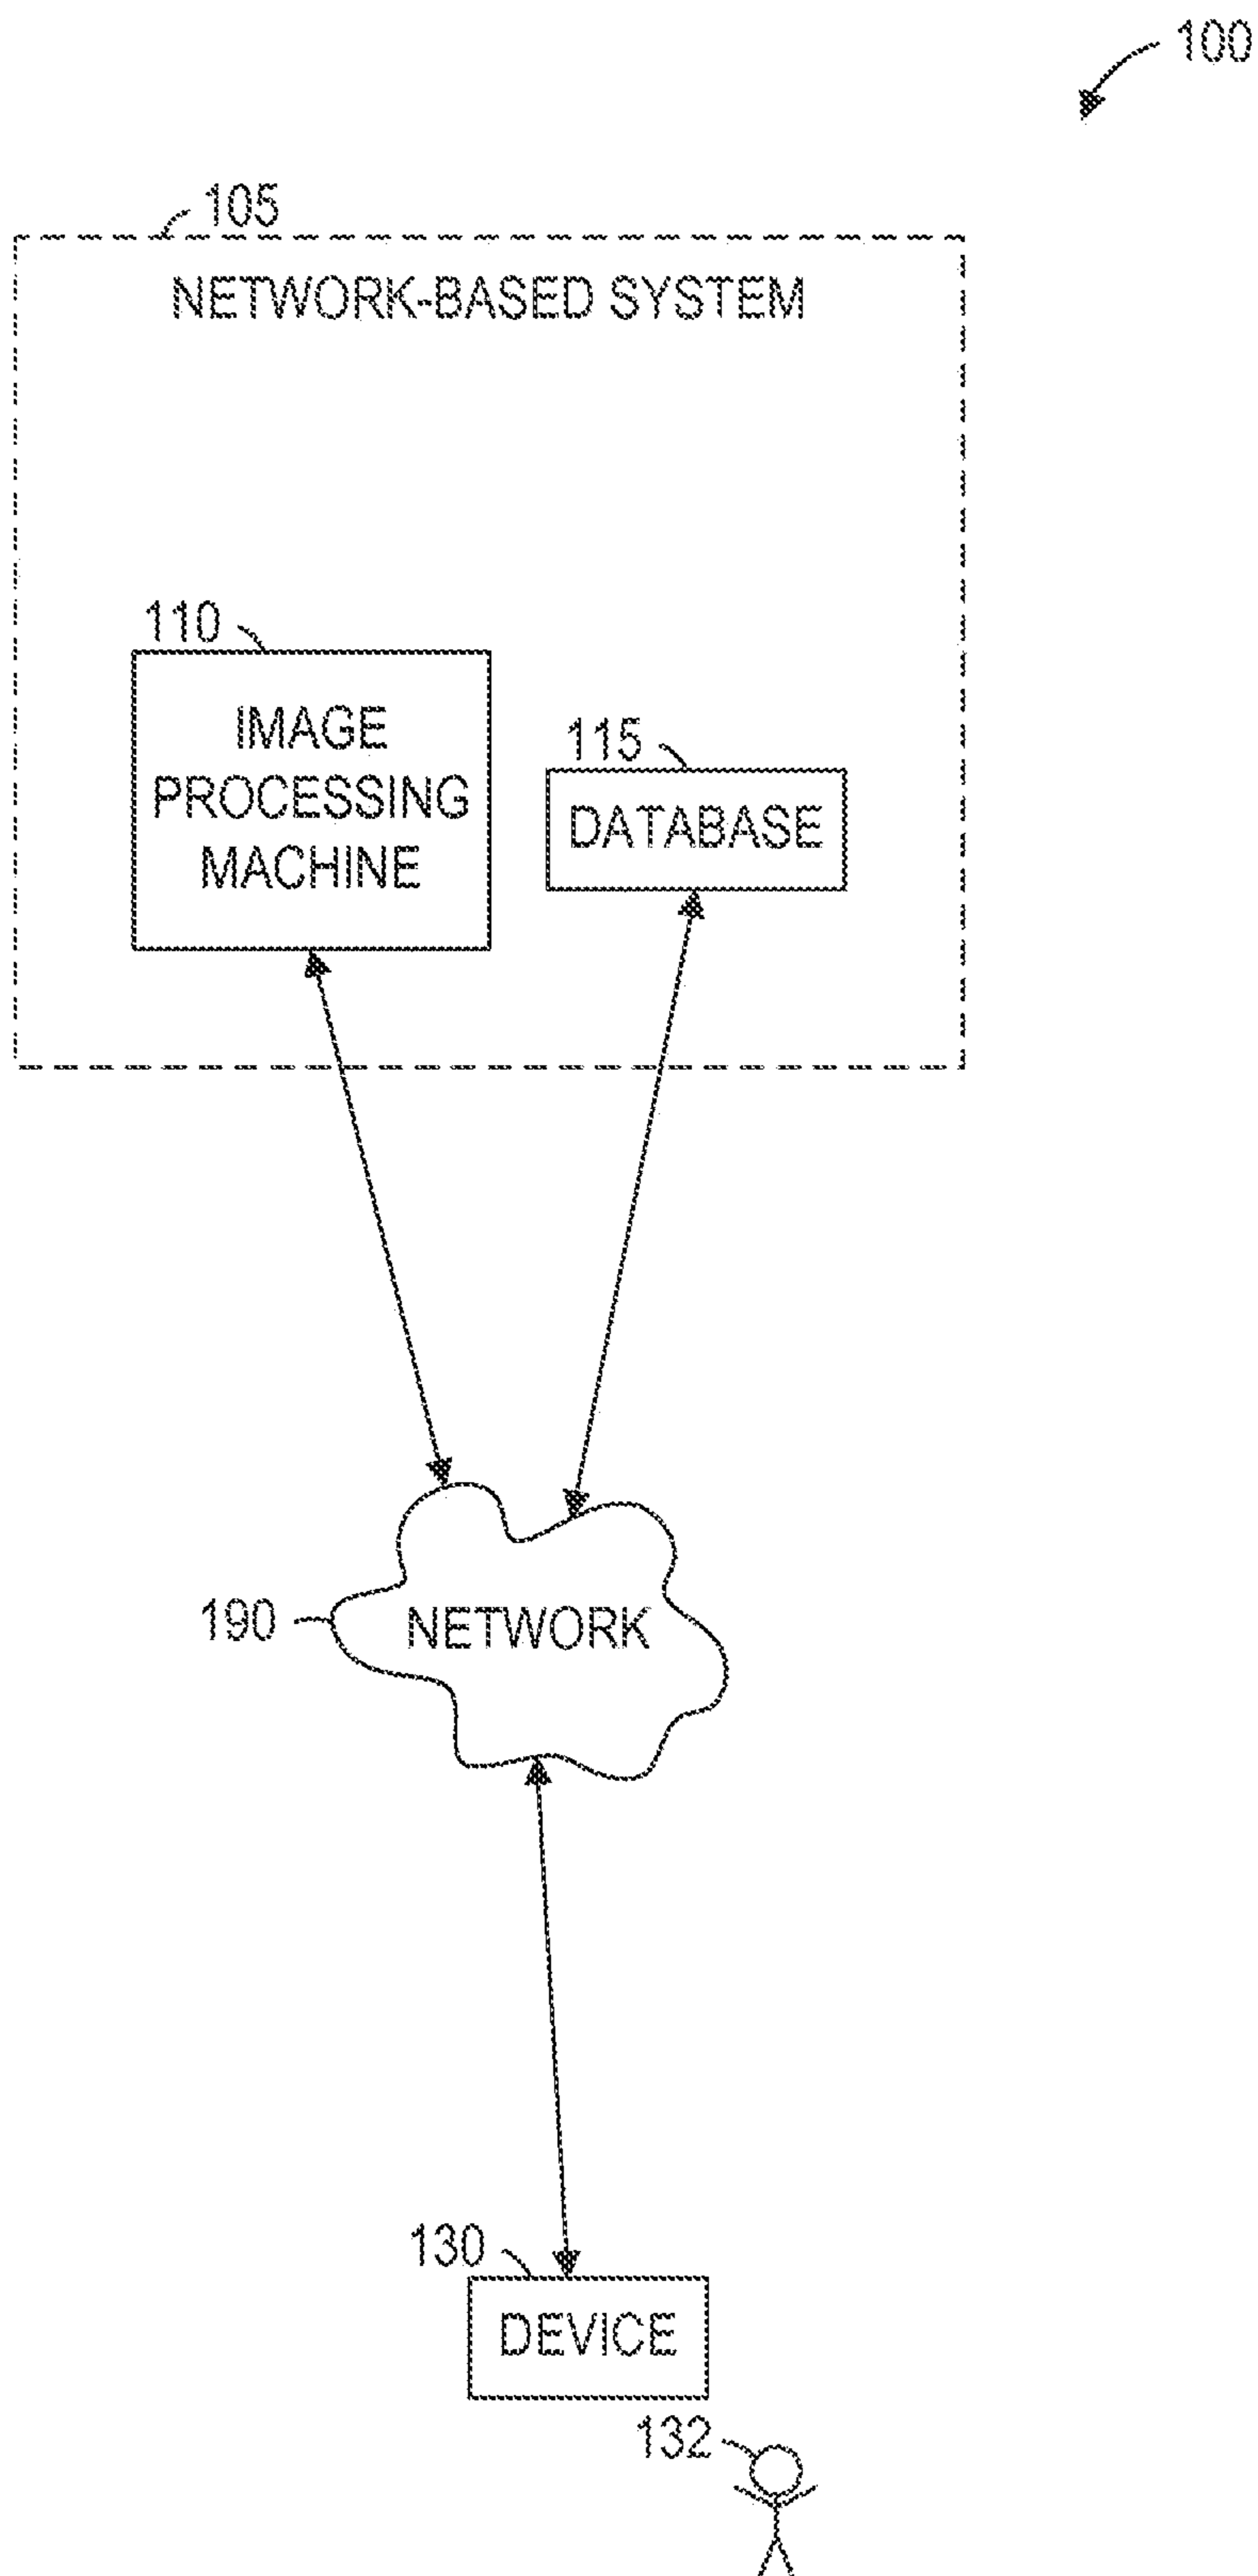 100
105
NETWORK-BASED SYSTEM
110
IMAGE
PROCESSING
MACHINE
115
DATABASE
190
NETWORK
130
DEVICE
132